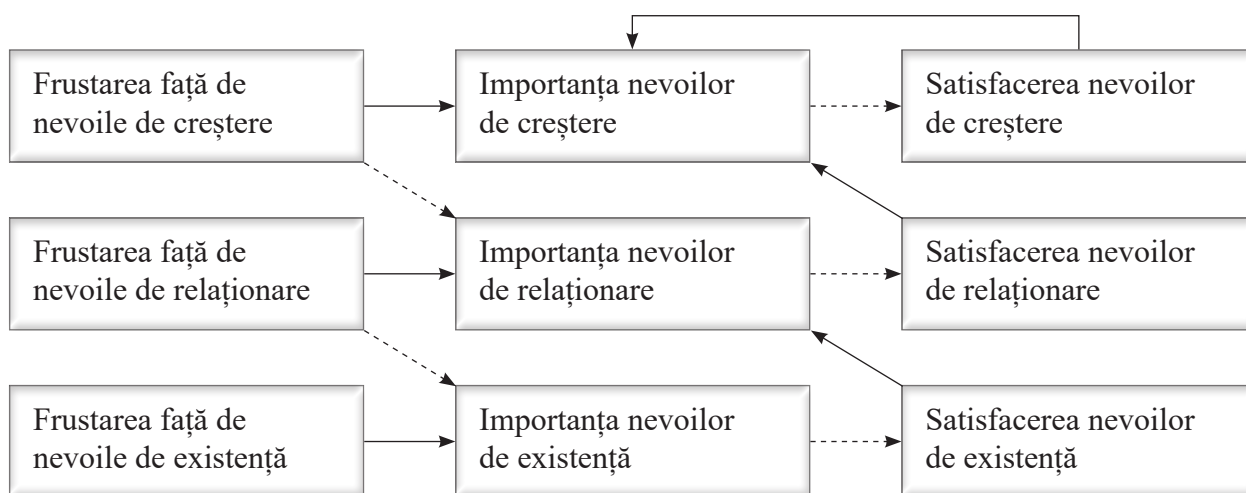 Frustarea față de
nevoile de creștere
Importanța nevoilor
de creștere
Satisfacerea nevoilor
de creștere
Frustarea față de
nevoile de relaționare
Importanța nevoilor
de relaționare
Satisfacerea nevoilor
de relaționare
Frustarea față de
nevoile de existență
Importanța nevoilor
de existență
Satisfacerea nevoilor
de existență